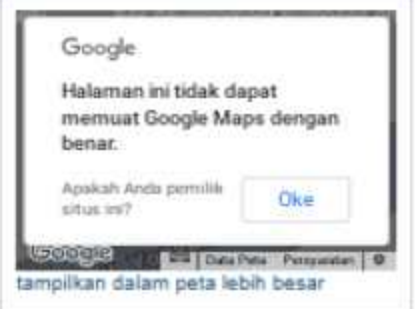 Google
Halaman ini tidak dapat
memuat Google Maps dengan
benar.
Apakah Anda pemilik
situs ini?
Oke
Google
Data Peta Persyaratan
tampilkan dalam peta lebih besar